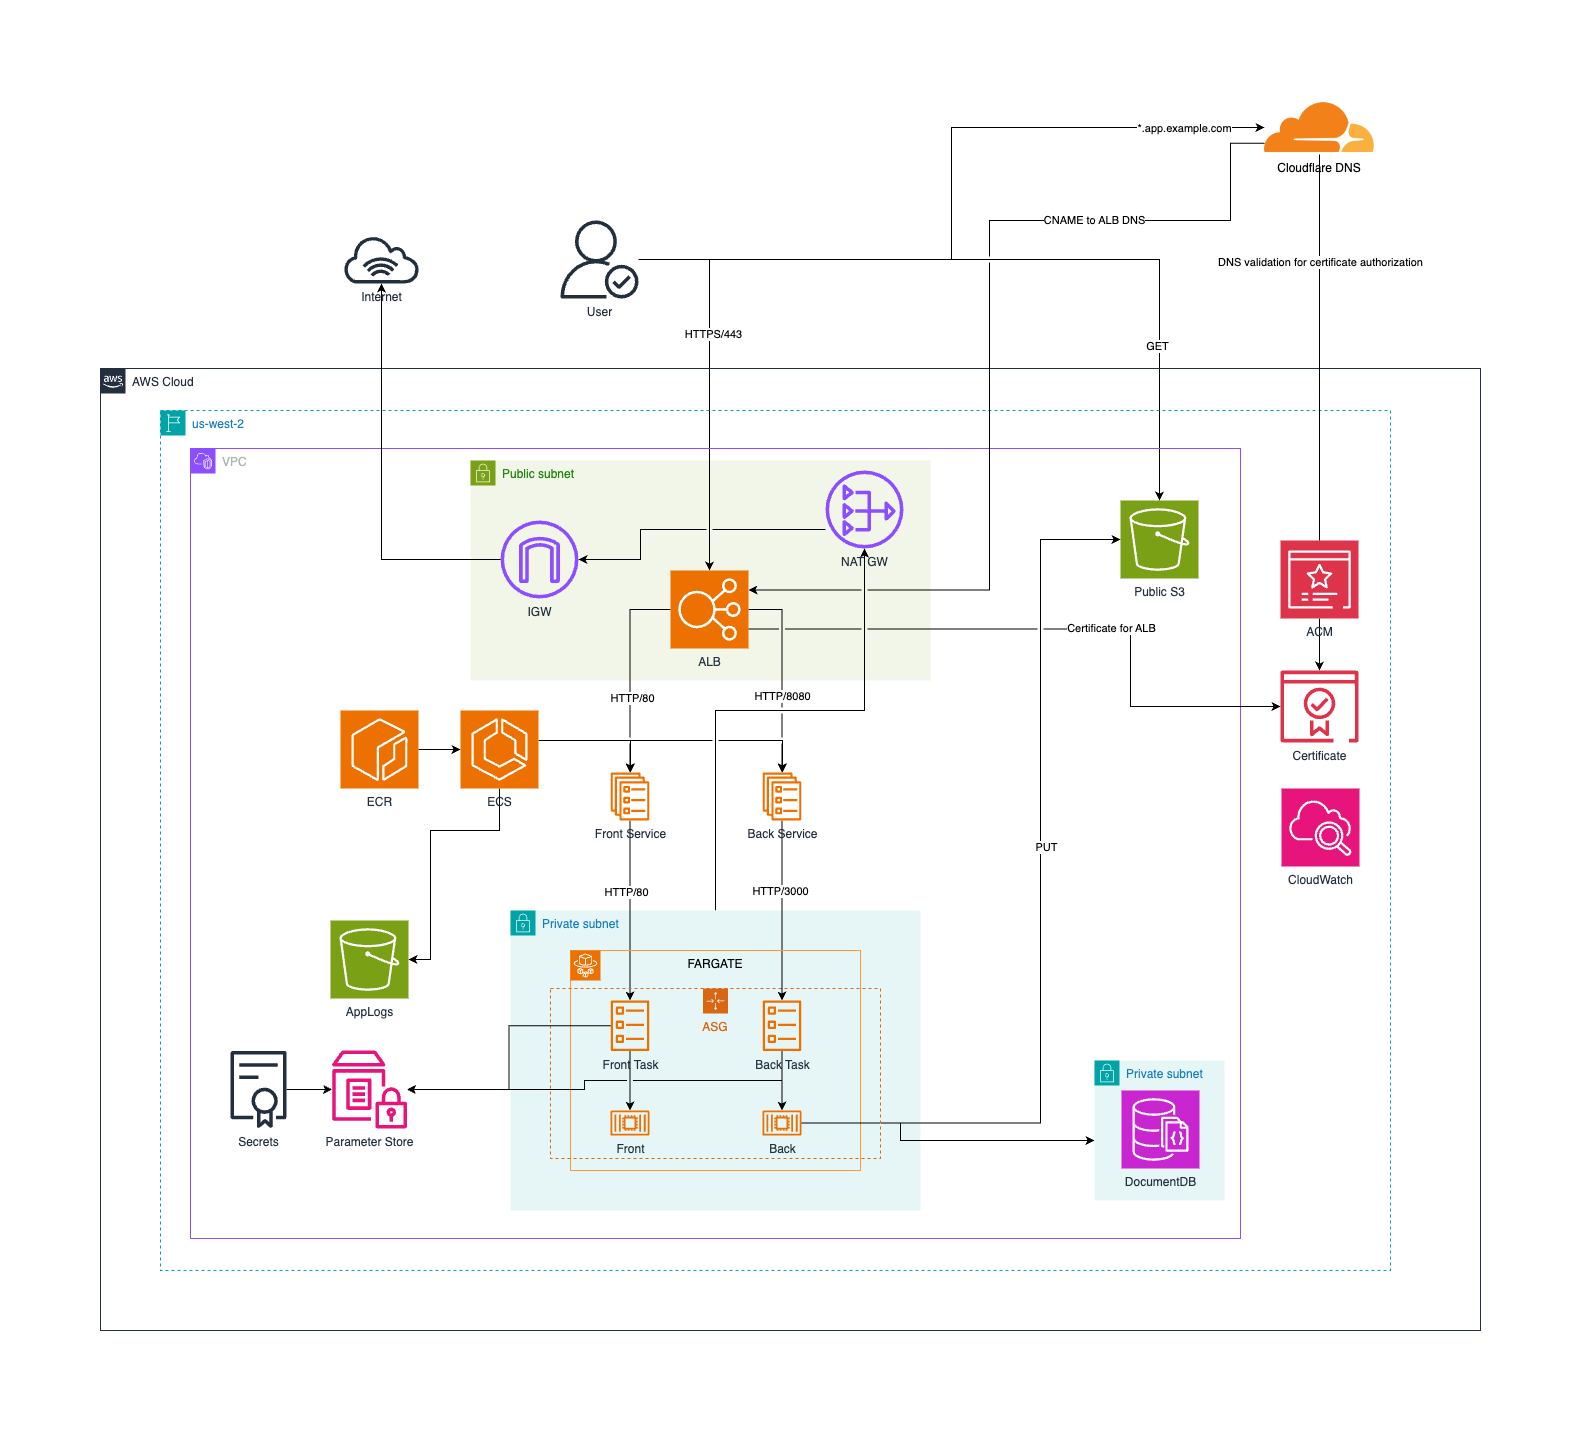 *.app.example.com
Cloudflare DNS
CNAME to ALB DNS
DNS validation for certificate authorization
Internet
User
HTTPS/443
GET
aws
AWS Cloud
us-west-2
VPC
Public subnet
NAT GW
IGW
ALB
Public S3
ACM
Certificate for ALB
HTTP/80
HTTP/8080
Certificate
ECR
ECS
Front Service
Back Service
PUT
CloudWatch
HTTP/80
HTTP/3000
Private subnet
FARGATE
AppLogs
ASG
Front Task
Back Task
Private subnet
Secrets
Parameter Store
Front
Back
DocumentDB